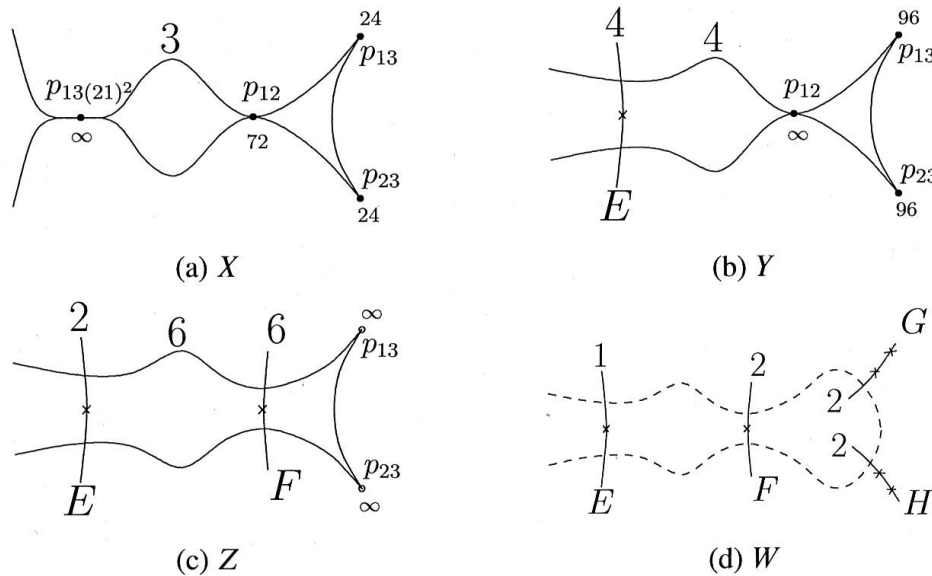 24
3
p₁₃
p₁₃₍₂₁₎² p₁₂
∞ 72
p₂₃
24
(a) X
96
4 4
p₁₃
p₁₂
∞
p₂₃
E 96
(b) Y
∞
2 6 6
p₁₃
p₂₃
E F ∞
(c) Z
G
1 2
2
2
E F H
(d) W